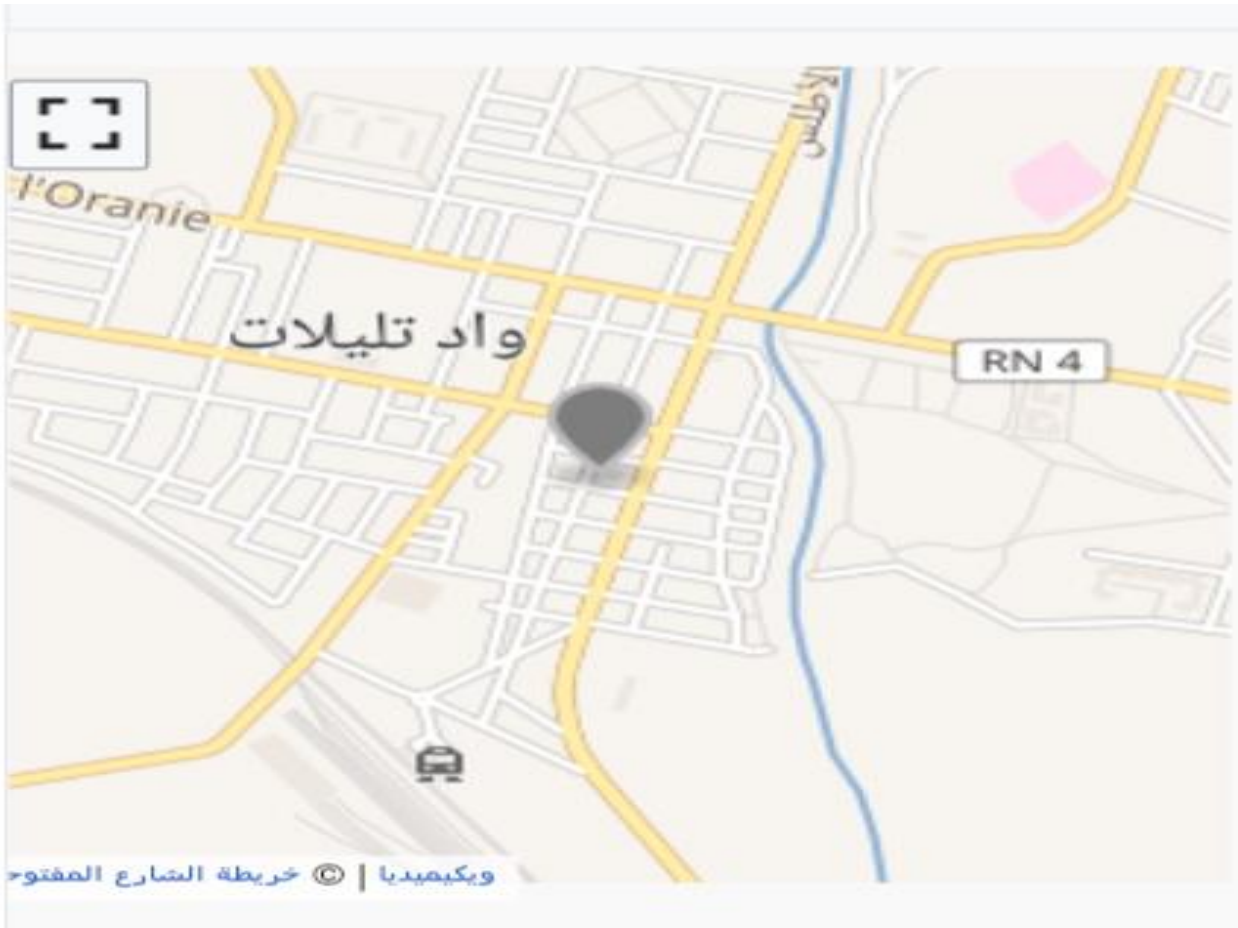 l'Oranie
واد تليلات
RN 4
ويكيميديا | © خريطة الشارع المفتوح